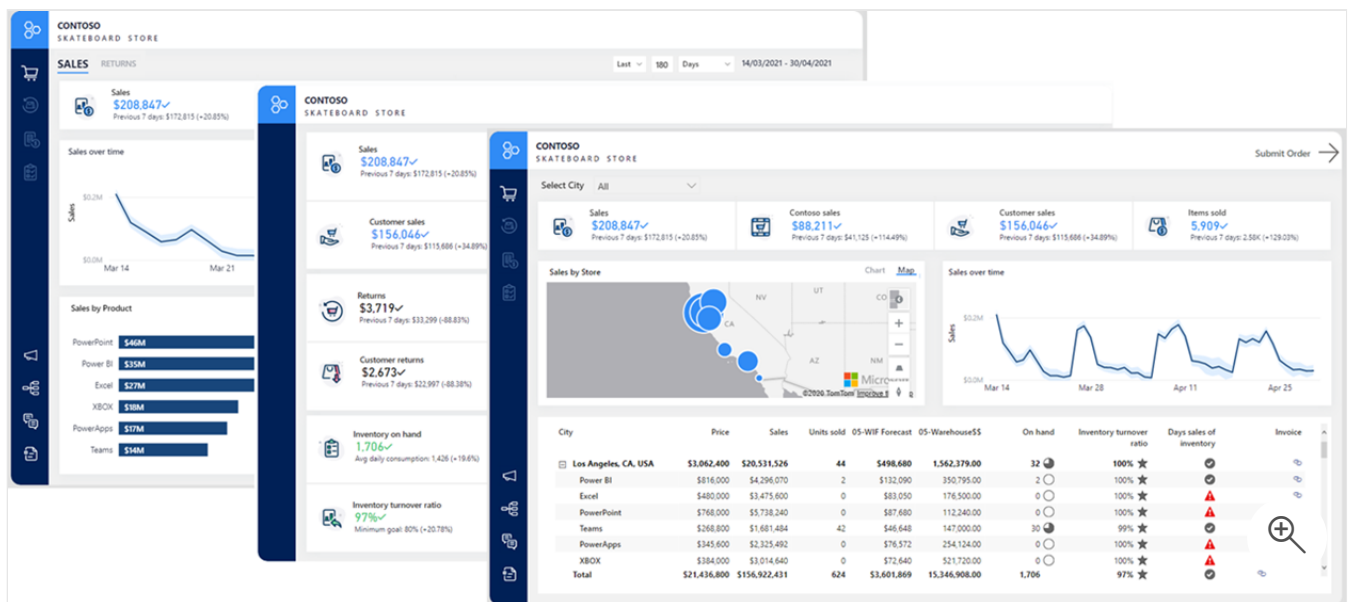 CONTOSO
SKATEBOARD STORE
SALES RETURNS
Last 180 Days 14/03/2021 - 30/04/2021
Sales
$208,847
Previous 7 days: $172,815 (+20.85%)
Sales over time
Sales
$0.2M
$0.0M
Mar 14 Mar 21
Sales by Product
PowerPoint $46M
Power BI $35M
Excel $27M
XBOX $18M
PowerApps $17M
Teams $14M
CONTOSO
SKATEBOARD STORE
Sales
$208,847
Previous 7 days: $172,815 (+20.85%)
Customer sales
$156,046
Previous 7 days: $115,686 (+34.89%)
Returns
$3,719
Previous 7 days: $33,299 (-88.83%)
Customer returns
$2,673
Previous 7 days: $22,997 (-88.38%)
Inventory on hand
1,706
Avg daily consumption: 1,426 (+19.6%)
Inventory turnover ratio
97%
Minimum goal: 80% (+20.78%)
CONTOSO
SKATEBOARD STORE
Submit Order
Select City All
Sales
$208,847
Previous 7 days: $172,815 (+20.85%)
Contoso sales
$88,211
Previous 7 days: $41,125 (+114.49%)
Customer sales
$156,046
Previous 7 days: $115,686 (+34.89%)
Items sold
5,909
Previous 7 days: 2.58K (+129.03%)
Sales by Store
Chart Map
NV UT CO
CA
AZ NM
Micro
©2020 TomTom Improve
Sales over time
Sales
$0.2M
$0.0M
Mar 14 Mar 28 Apr 11 Apr 25
City Price Sales Units sold 05-WIF Forecast 05-Warehouse$$ On hand Inventory turnover ratio Days sales of inventory Invoice
Los Angeles, CA, USA $3,062,400 $20,531,526 44 $498,680 1,562,379.00 32 100%
Power BI $816,000 $4,296,070 2 $132,090 350,795.00 2 100%
Excel $480,000 $3,475,600 0 $83,050 176,500.00 0 100%
PowerPoint $768,000 $5,738,240 0 $87,680 112,240.00 0 100%
Teams $268,800 $1,681,484 42 $46,648 147,000.00 30 99%
PowerApps $345,600 $2,325,492 0 $76,572 254,124.00 0 100%
XBOX $384,000 $3,014,640 0 $72,640 521,720.00 0 100%
Total $21,436,800 $156,922,431 624 $3,601,869 15,346,908.00 1,706 97%